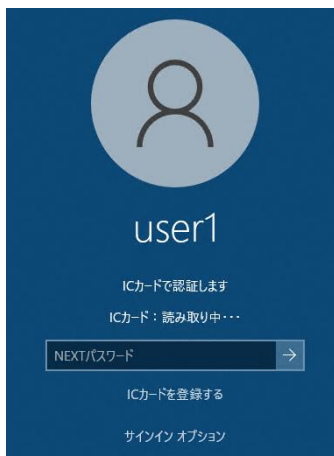 user1
ICカードで認証します
ICカード：読み取り中・・・
NEXTパスワード
ICカードを登録する
サインイン オプション